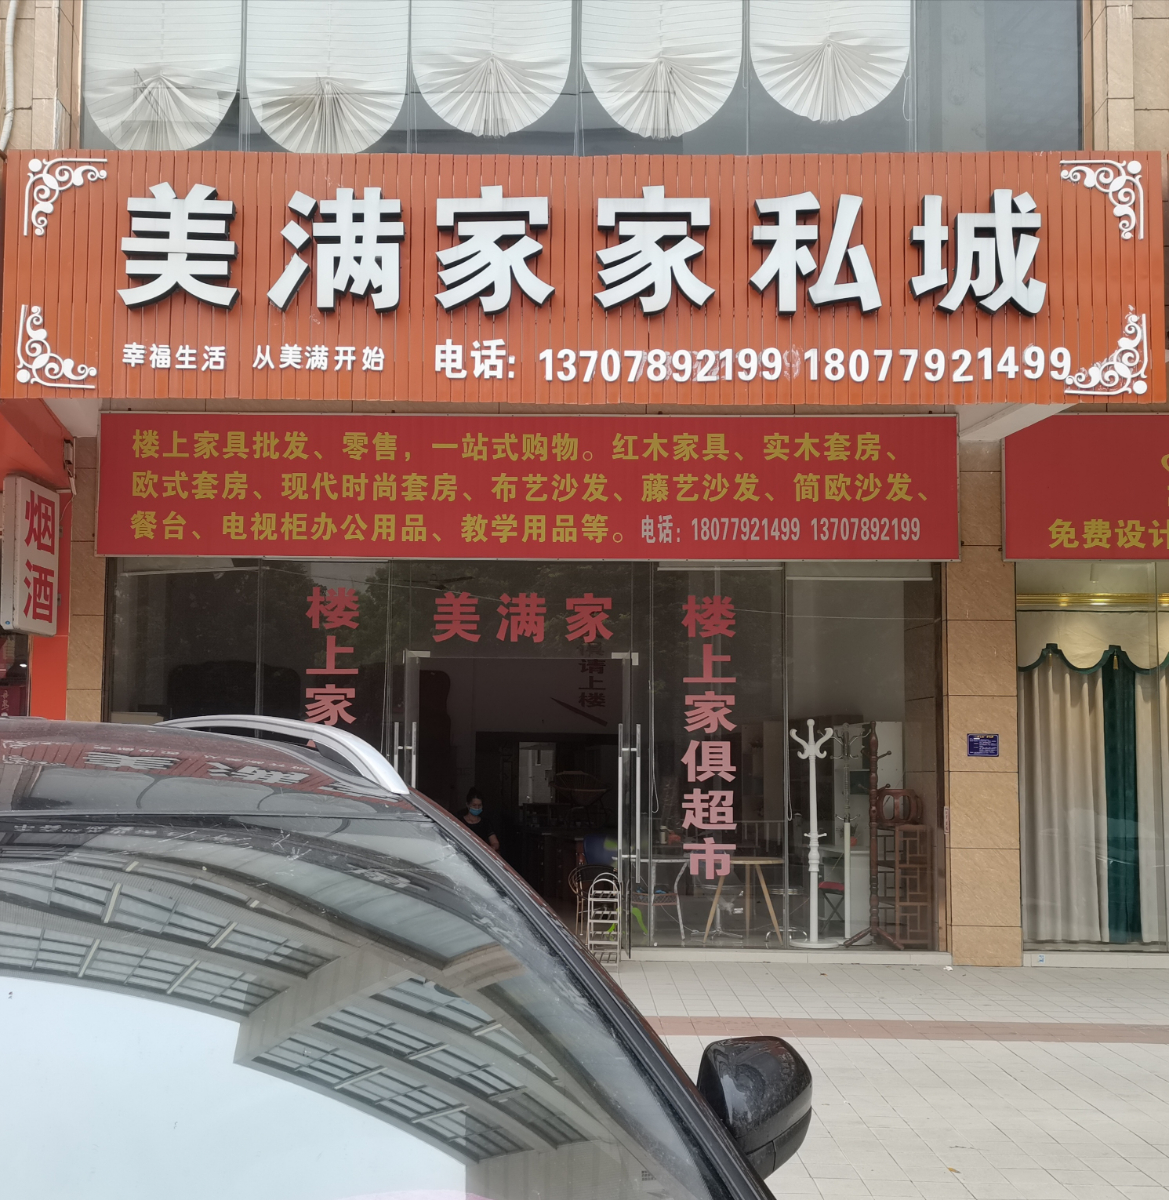 美满家家私城
幸福生活 从美满开始 电话: 13707892199 18077921499
楼上家具批发、零售，一站式购物。红木家具、实木套房、
欧式套房、现代时尚套房、布艺沙发、藤艺沙发、简欧沙发、
餐台、电视柜办公用品、教学用品等。电话: 18077921499 13707892199
免费设计
烟酒
楼上家
美满家
请上楼
楼上家俱超市